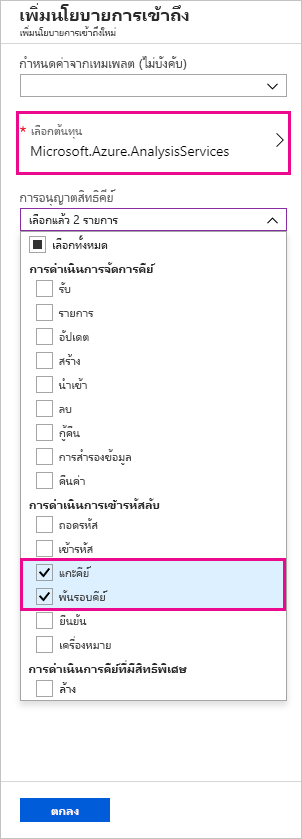 เพิ่มนโยบายการเข้าถึง
เพิ่มนโยบายการเข้าถึงใหม่
กำหนดค่าจากเทมเพลต (ไม่บังคับ)
* เลือกต้นทุน
Microsoft.Azure.AnalysisServices
การอนุญาตสิทธิคีย์
เลือกแล้ว 2 รายการ
เลือกทั้งหมด
การดำเนินการจัดการคีย์
รับ
รายการ
อัปเดต
สร้าง
นำเข้า
ลบ
กู้คืน
การสำรองข้อมูล
คืนค่า
การดำเนินการเข้ารหัสลับ
ถอดรหัส
เข้ารหัส
แกะคีย์
พันรอบคีย์
ยืนยัน
เครื่องหมาย
การดำเนินการคีย์ที่มีสิทธิพิเศษ
ล้าง
ตกลง